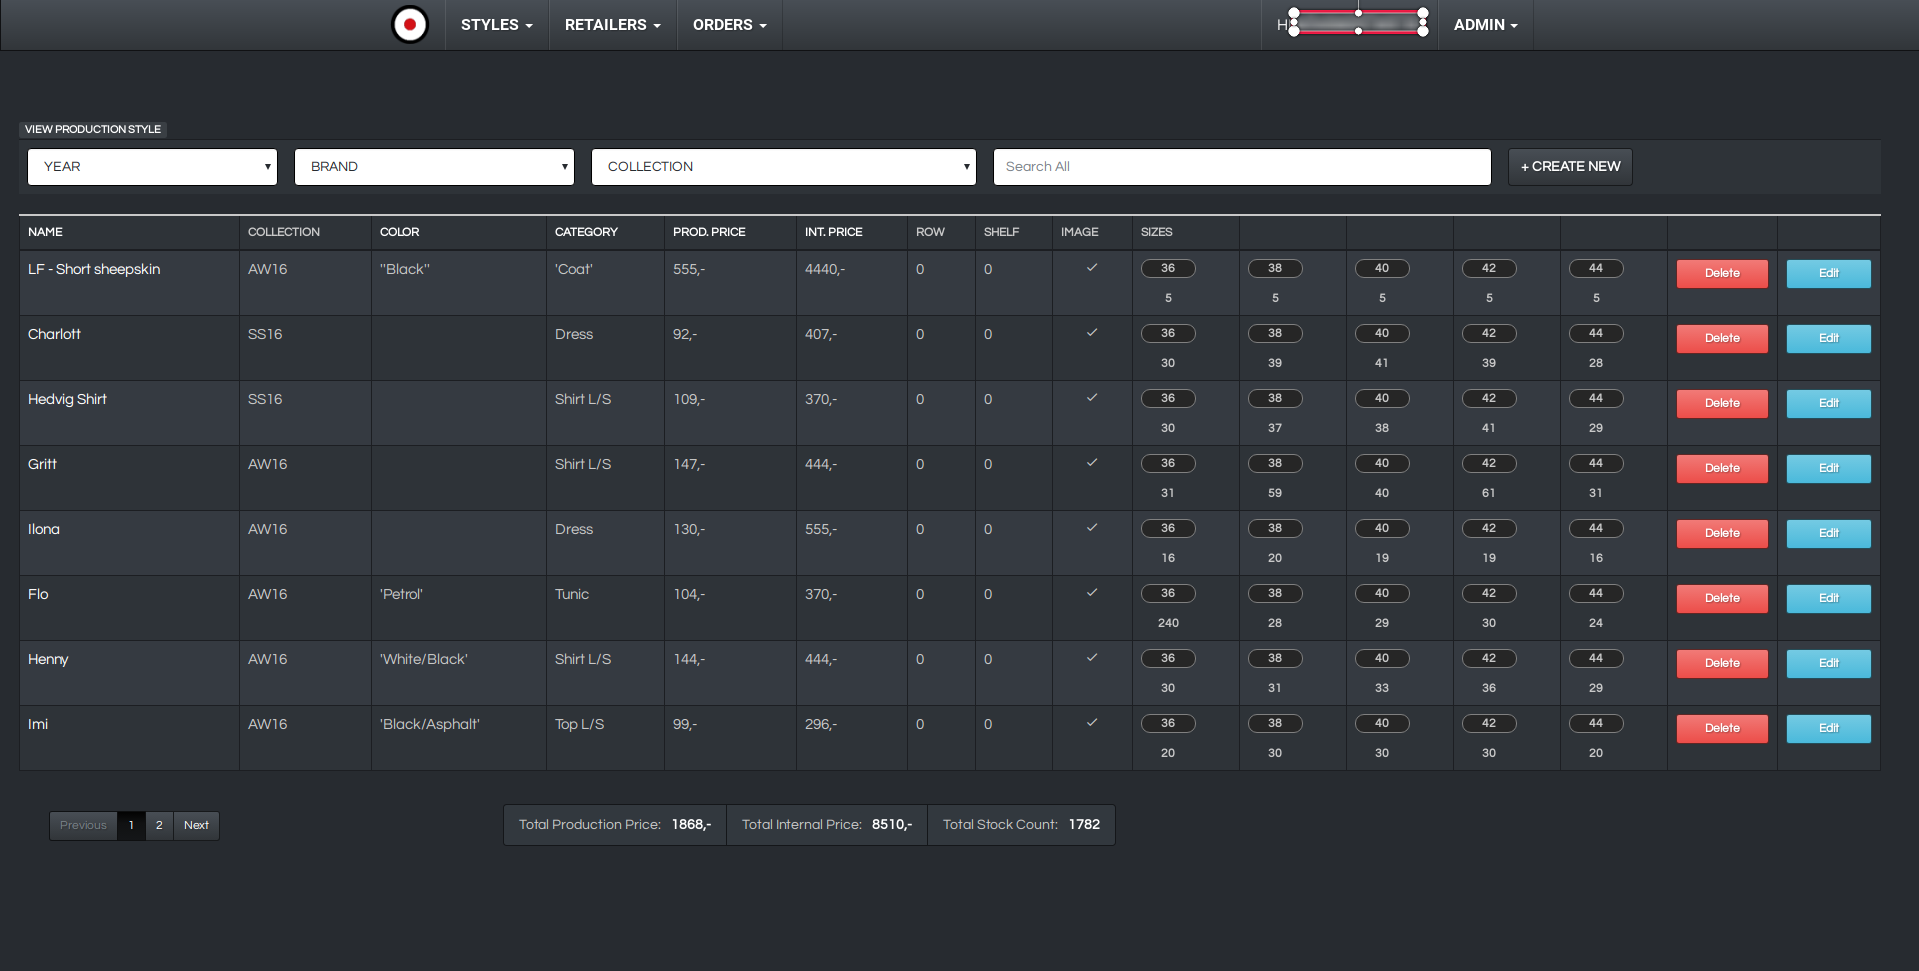 STYLES RETAILERS ORDERS H ADMIN
VIEW PRODUCTION STYLE
YEAR BRAND COLLECTION Search All + CREATE NEW
NAME COLLECTION COLOR CATEGORY PROD. PRICE INT. PRICE ROW SHELF IMAGE SIZES
LF - Short sheepskin AW16 "Black" 'Coat' 555,- 4440,- 0 0 36 38 40 42 44 Delete Edit
5 5 5 5 5
Charlott SS16 Dress 92,- 407,- 0 0 36 38 40 42 44 Delete Edit
30 39 41 39 28
Hedvig Shirt SS16 Shirt L/S 109,- 370,- 0 0 36 38 40 42 44 Delete Edit
30 37 38 41 29
Gritt AW16 Shirt L/S 147,- 444,- 0 0 36 38 40 42 44 Delete Edit
31 59 40 61 31
Ilona AW16 Dress 130,- 555,- 0 0 36 38 40 42 44 Delete Edit
16 20 19 19 16
Flo AW16 'Petrol' Tunic 104,- 370,- 0 0 36 38 40 42 44 Delete Edit
240 28 29 30 24
Henny AW16 'White/Black' Shirt L/S 144,- 444,- 0 0 36 38 40 42 44 Delete Edit
30 31 33 36 29
Imi AW16 'Black/Asphalt' Top L/S 99,- 296,- 0 0 36 38 40 42 44 Delete Edit
20 30 30 30 20
Previous 1 2 Next Total Production Price: 1868,- Total Internal Price: 8510,- Total Stock Count: 1782